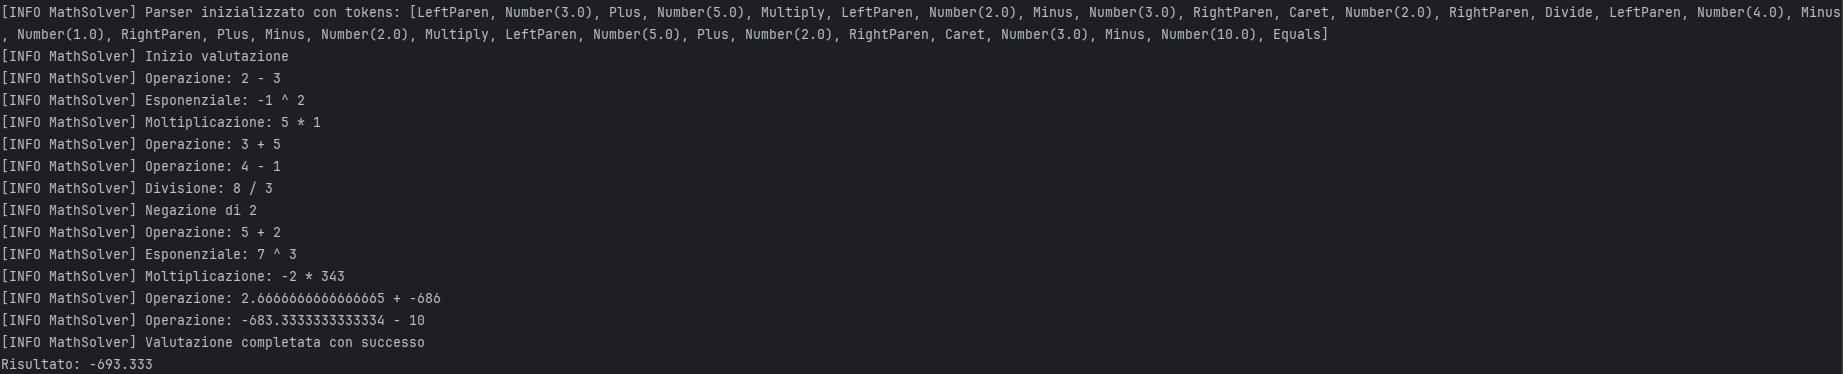 [INFO MathSolver] Parser inizializzato con tokens: [LeftParen, Number(3.0), Plus, Number(5.0), Multiply, LeftParen, Number(2.0), Minus, Number(3.0), RightParen, Caret, Number(2.0), RightParen, Divide, LeftParen, Number(4.0), Minus
, Number(1.0), RightParen, Plus, Minus, Number(2.0), Multiply, LeftParen, Number(5.0), Plus, Number(2.0), RightParen, Caret, Number(3.0), Minus, Number(10.0), Equals]
[INFO MathSolver] Inizio valutazione
[INFO MathSolver] Operazione: 2 - 3
[INFO MathSolver] Esponenziale: -1 ^ 2
[INFO MathSolver] Moltiplicazione: 5 * 1
[INFO MathSolver] Operazione: 3 + 5
[INFO MathSolver] Operazione: 4 - 1
[INFO MathSolver] Divisione: 8 / 3
[INFO MathSolver] Negazione di 2
[INFO MathSolver] Operazione: 5 + 2
[INFO MathSolver] Esponenziale: 7 ^ 3
[INFO MathSolver] Moltiplicazione: -2 * 343
[INFO MathSolver] Operazione: 2.6666666666666665 + -686
[INFO MathSolver] Operazione: -683.3333333333334 - 10
[INFO MathSolver] Valutazione completata con successo
Risultato: -693.333